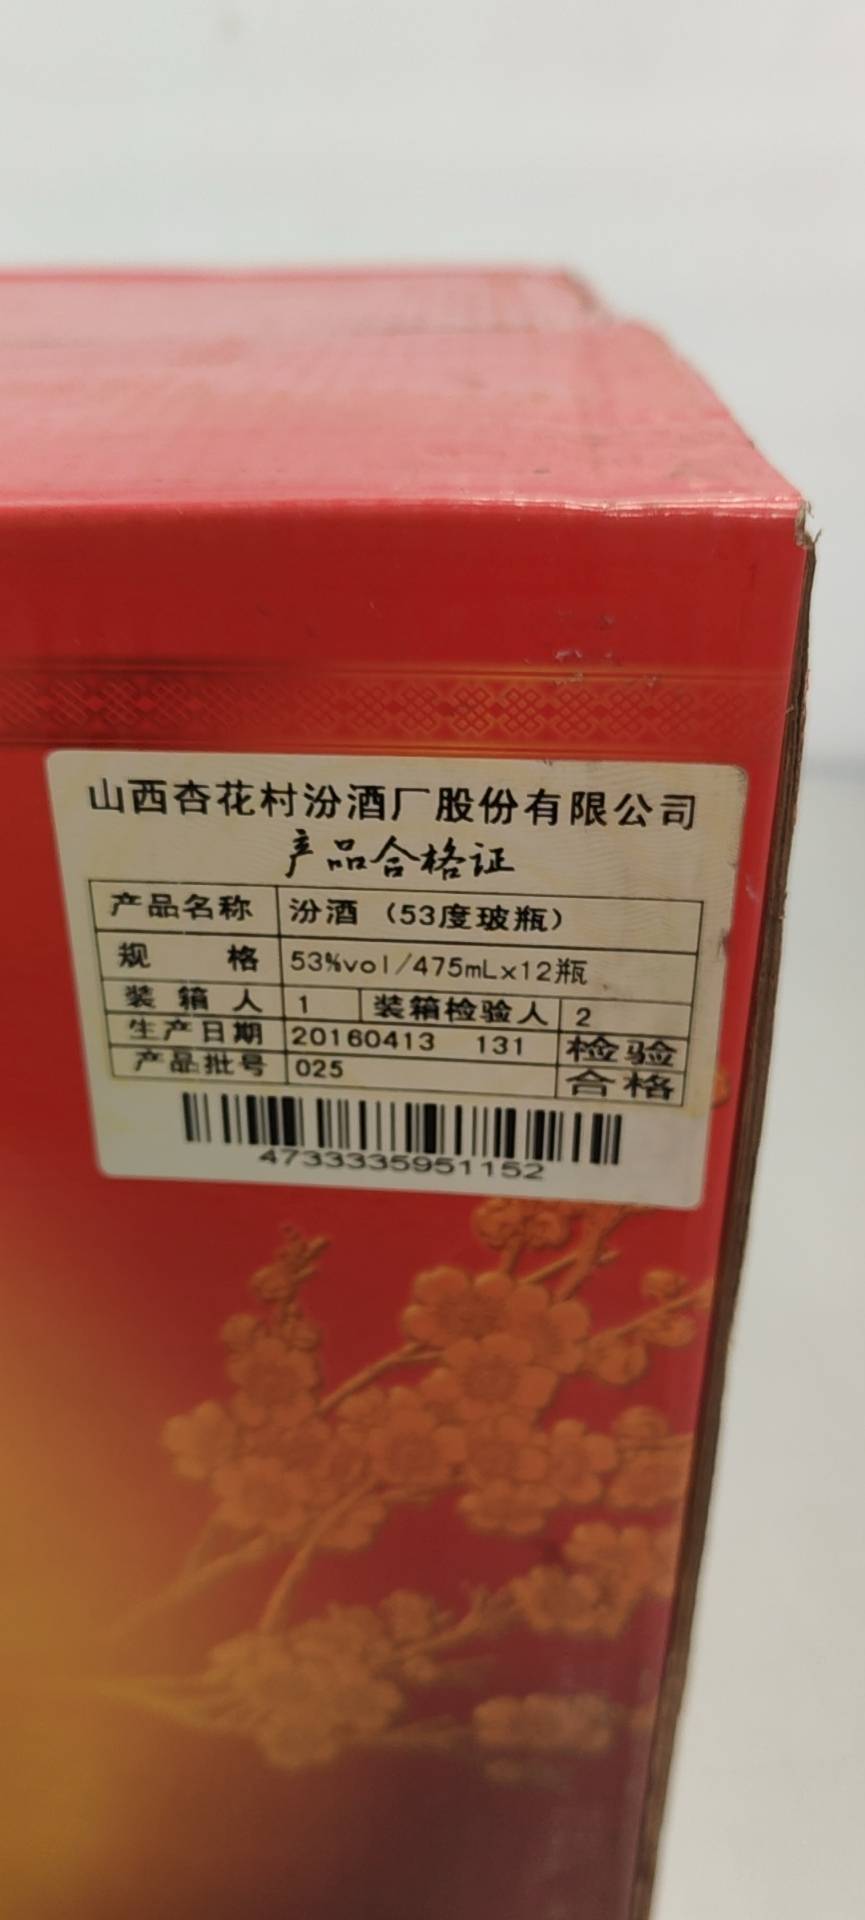 山西杏花村汾酒厂股份有限公司
产品合格证
产品名称 汾酒（53度玻瓶）
规 格 53%vol/475mL×12瓶
装箱人 1 装箱检验人 2
生产日期 20160413 131 检验
产品批号 025 合格
4733335951152